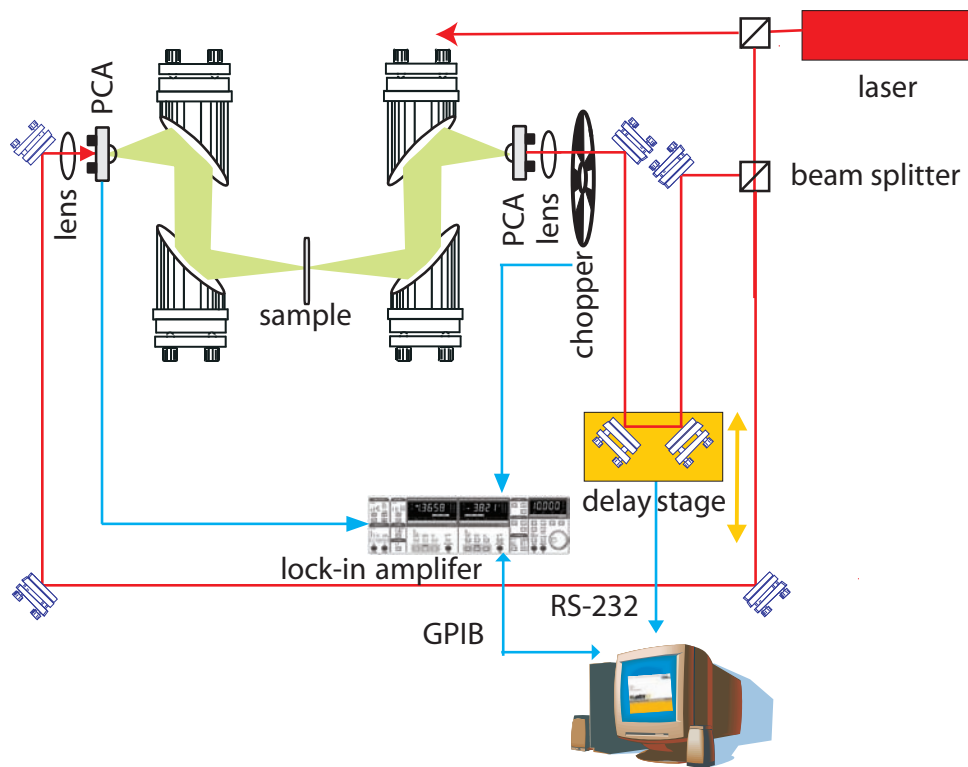 laser
PCA
beam splitter
lens
PCA
lens
chopper
sample
delay stage
lock-in amplifer
RS-232
GPIB